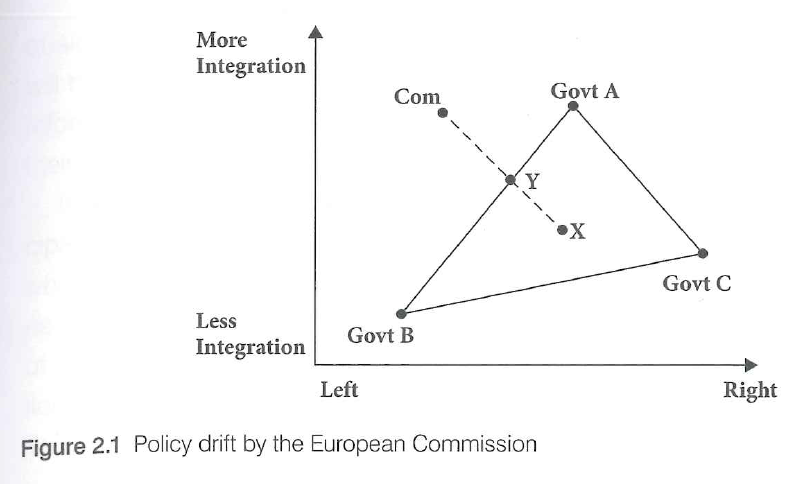 More
Integration
Com
Govt A
Y
X
Govt C
Less
Integration
Govt B
Left
Right
Figure 2.1 Policy drift by the European Commission